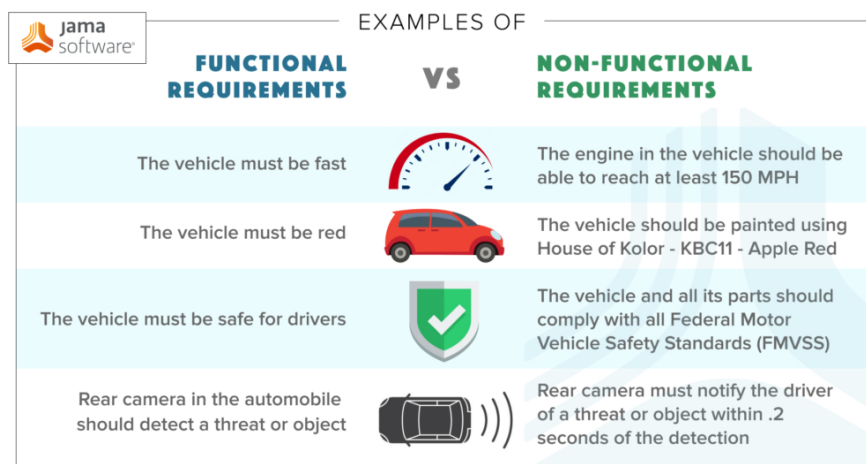 Jama
software®
EXAMPLES OF
FUNCTIONAL
REQUIREMENTS
VS
NON-FUNCTIONAL
REQUIREMENTS
The vehicle must be fast
The engine in the vehicle should be
able to reach at least 150 MPH
The vehicle must be red
The vehicle should be painted using
House of Kolor - KBC11 - Apple Red
The vehicle must be safe for drivers
The vehicle and all its parts should
comply with all Federal Motor
Vehicle Safety Standards (FMVSS)
Rear camera in the automobile
should detect a threat or object
Rear camera must notify the driver
of a threat or object within .2
seconds of the detection